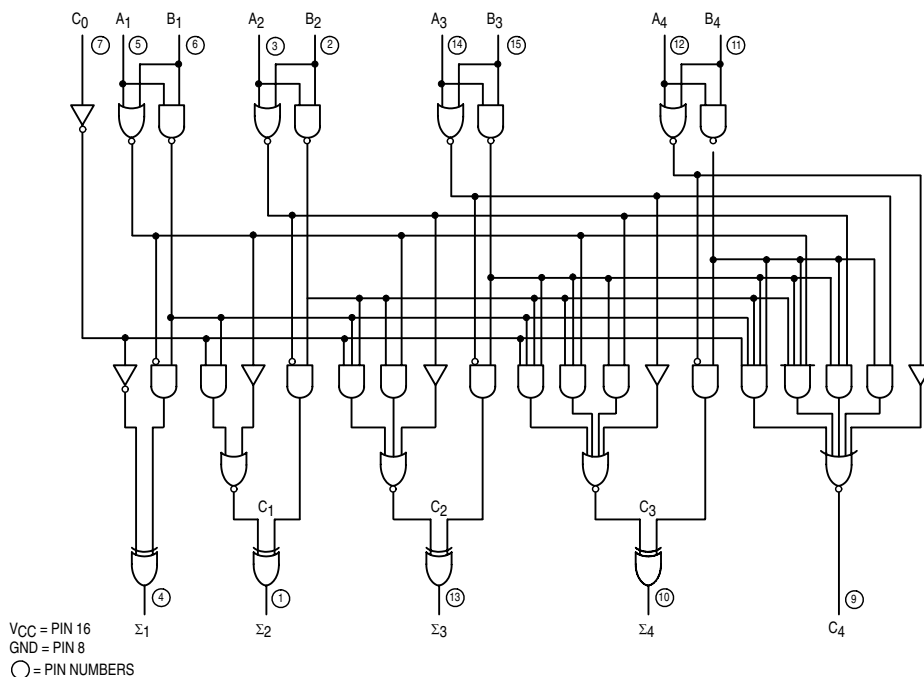 C0 A1 B1 A2 B2 A3 B3 A4 B4
7 5 6 3 2 14 15 12 11
C1 C2 C3
4 1 13 10 9
Σ1 Σ2 Σ3 Σ4 C4
VCC = PIN 16
GND = PIN 8
= PIN NUMBERS